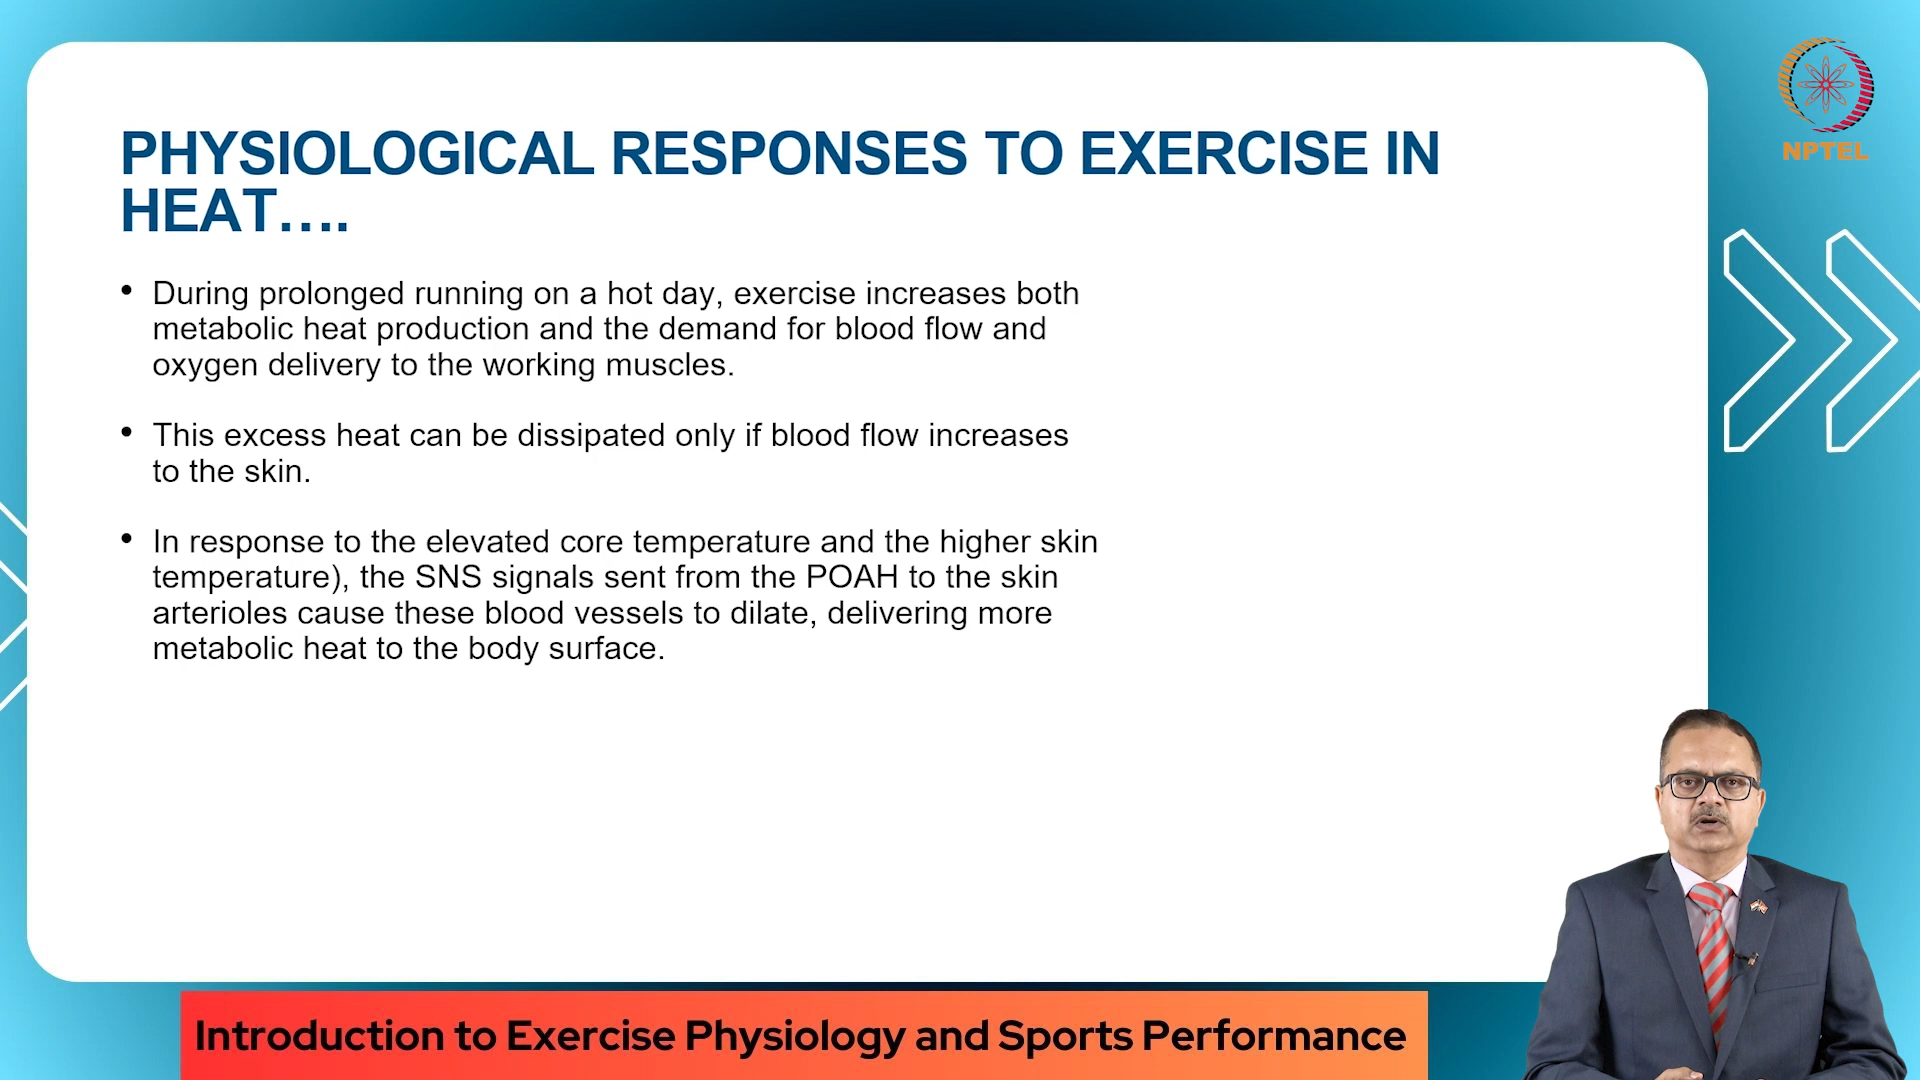 NPTEL
PHYSIOLOGICAL RESPONSES TO EXERCISE IN
HEAT....
• During prolonged running on a hot day, exercise increases both
metabolic heat production and the demand for blood flow and
oxygen delivery to the working muscles.
• This excess heat can be dissipated only if blood flow increases
to the skin.
• In response to the elevated core temperature and the higher skin
temperature), the SNS signals sent from the POAH to the skin
arterioles cause these blood vessels to dilate, delivering more
metabolic heat to the body surface.
Introduction to Exercise Physiology and Sports Performance